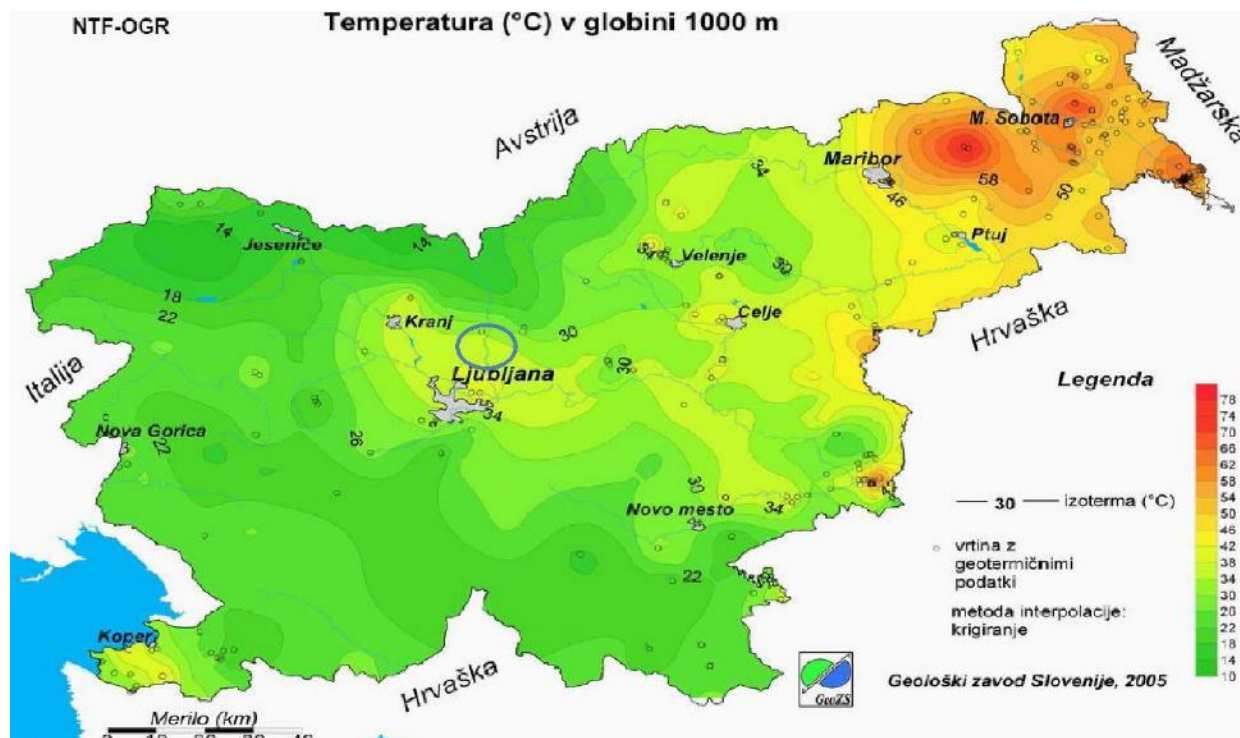 NTF-OGR
Temperatura (°C) v globini 1000 m
Madžarska
Avstrija
M. Sobota
Maribor
34
58
50
46
14
14
Jesenice
Ptuj
Velenje
30
18
22
Kranj
Celje
Hrvaška
30
30
Italija
Ljubljana
34
Legenda
Nova Gorica
22
26
30
Novo mesto
34
22
Koper
Hrvaška
30
izoterma (°C)
vrtina z
geotermičnimi
podatki
metoda interpolacije:
krigiranje
78
74
70
66
62
58
54
50
46
42
38
34
30
26
22
18
14
10
GeoZS
Geološki zavod Slovenije, 2005
Merilo (km)